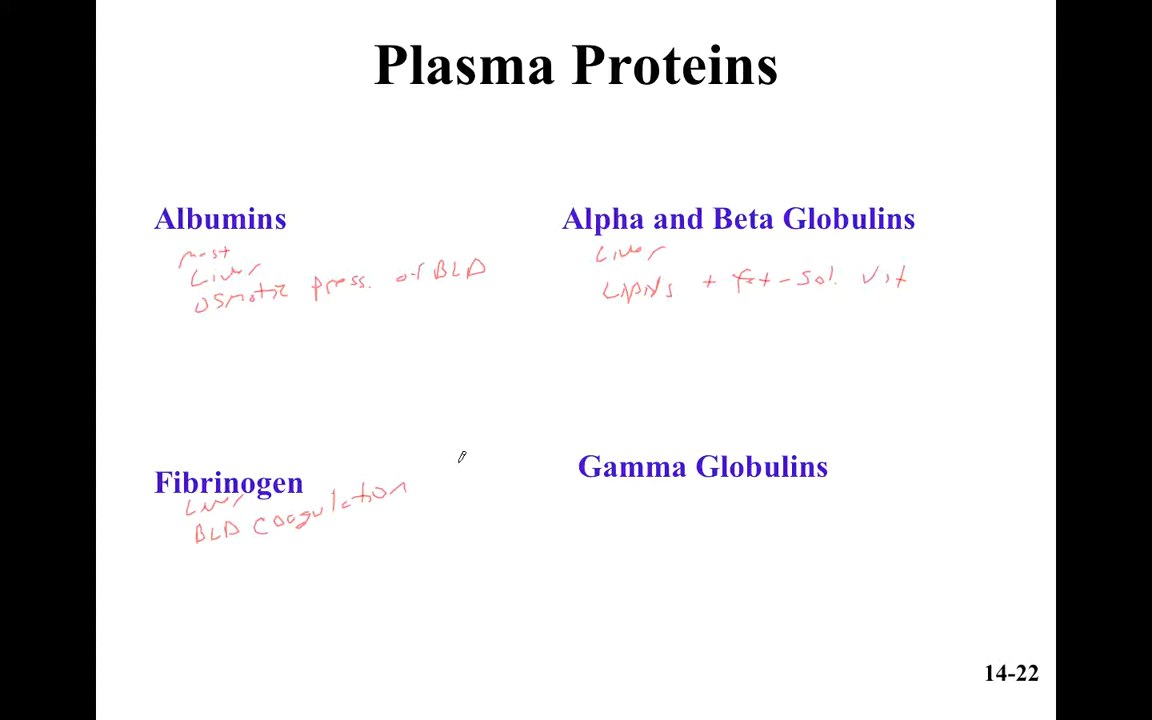 Plasma Proteins
Albumins
most
Liver
Osmotic press. of BLD
Alpha and Beta Globulins
Liver
Lipids + fat-sol. Vit
Fibrinogen
Liver
BLD Coagulation
Gamma Globulins
14-22